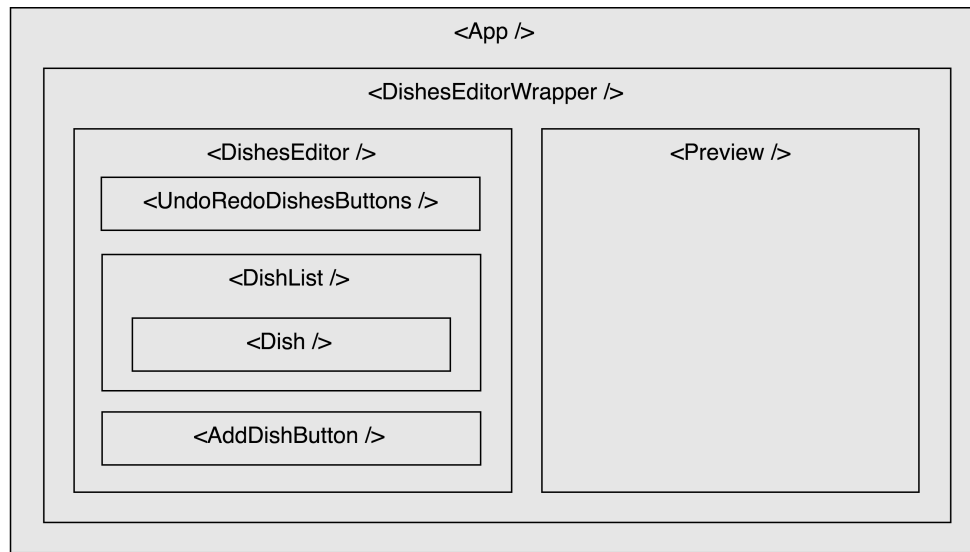 <App />
<DishesEditorWrapper />
<DishesEditor />
<Preview />
<UndoRedoDishesButtons />
<DishList />
<Dish />
<AddDishButton />